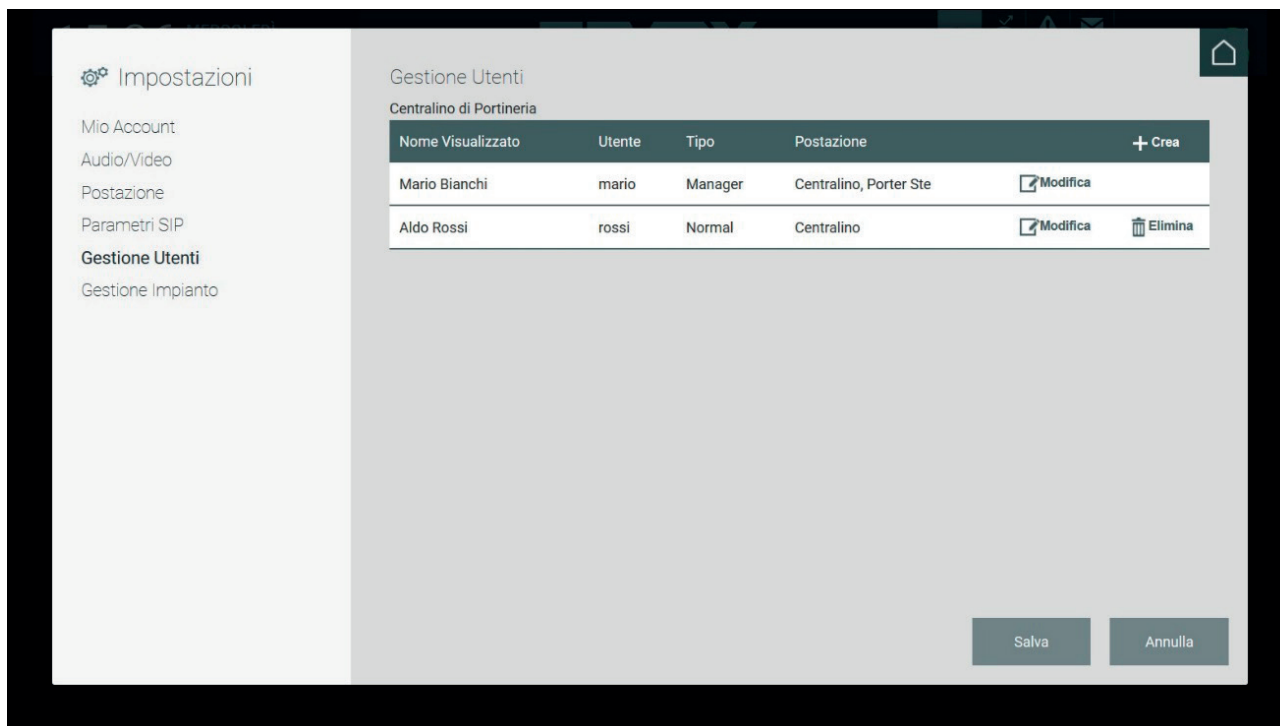 Impostazioni
Mio Account
Audio/Video
Postazione
Parametri SIP
Gestione Utenti
Gestione Impianto
Gestione Utenti
Centralino di Portineria
Nome Visualizzato Utente Tipo Postazione + Crea
Mario Bianchi mario Manager Centralino, Porter Ste Modifica
Aldo Rossi rossi Normal Centralino Modifica Elimina
Salva Annulla